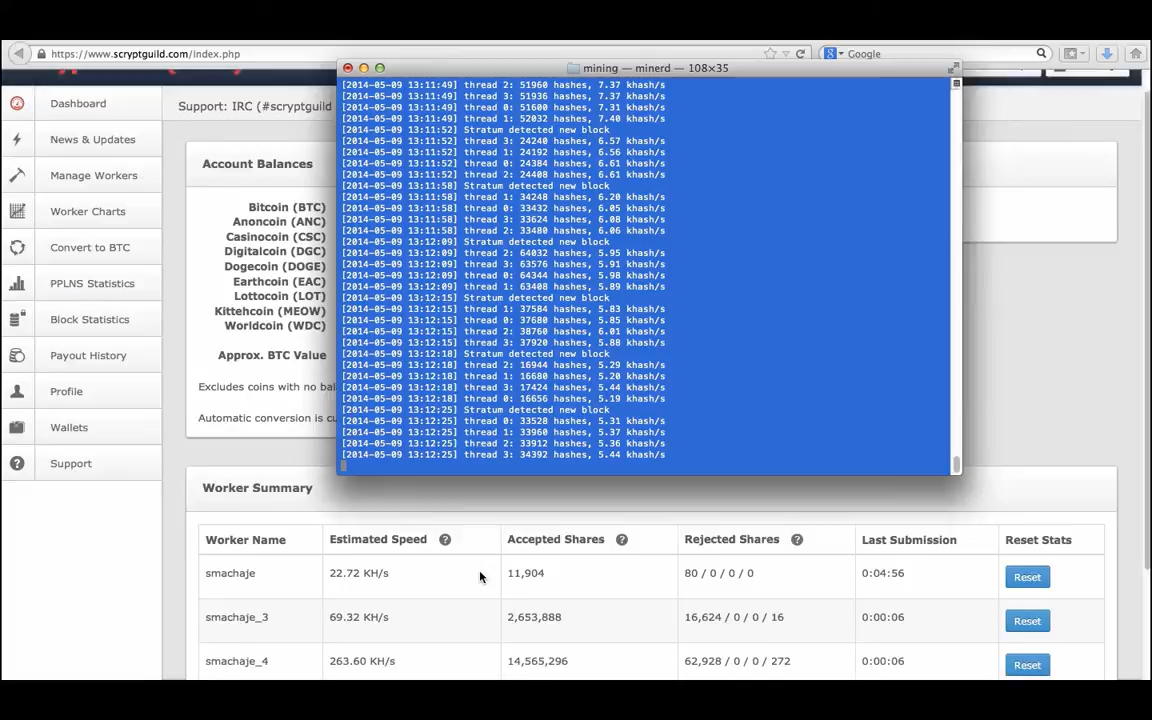 https://www.scryptguild.com/index.php
Google
mining — minerd — 108×35
Dashboard
News & Updates
Manage Workers
Worker Charts
Convert to BTC
PPLNS Statistics
Block Statistics
Payout History
Profile
Wallets
Support
Support: IRC (#scryptguild
Account Balances
Bitcoin (BTC)
Anoncoin (ANC)
Casinocoin (CSC)
Digitalcoin (DGC)
Dogecoin (DOGE)
Earthcoin (EAC)
Lottocoin (LOT)
Kittehcoin (MEOW)
Worldcoin (WDC)
Approx. BTC Value
Excludes coins with no bal
Automatic conversion is cu
[2014-05-09 13:11:49] thread 2: 51960 hashes, 7.37 khash/s
[2014-05-09 13:11:49] thread 3: 51936 hashes, 7.37 khash/s
[2014-05-09 13:11:49] thread 0: 51600 hashes, 7.31 khash/s
[2014-05-09 13:11:49] thread 1: 52032 hashes, 7.40 khash/s
[2014-05-09 13:11:52] Stratum detected new block
[2014-05-09 13:11:52] thread 3: 24240 hashes, 6.57 khash/s
[2014-05-09 13:11:52] thread 1: 24192 hashes, 6.56 khash/s
[2014-05-09 13:11:52] thread 0: 24384 hashes, 6.61 khash/s
[2014-05-09 13:11:52] thread 2: 24408 hashes, 6.61 khash/s
[2014-05-09 13:11:58] Stratum detected new block
[2014-05-09 13:11:58] thread 1: 34248 hashes, 6.20 khash/s
[2014-05-09 13:11:58] thread 0: 33432 hashes, 6.05 khash/s
[2014-05-09 13:11:58] thread 3: 33624 hashes, 6.08 khash/s
[2014-05-09 13:11:58] thread 2: 33480 hashes, 6.06 khash/s
[2014-05-09 13:12:09] Stratum detected new block
[2014-05-09 13:12:09] thread 2: 64032 hashes, 5.95 khash/s
[2014-05-09 13:12:09] thread 3: 63576 hashes, 5.91 khash/s
[2014-05-09 13:12:09] thread 0: 64344 hashes, 5.98 khash/s
[2014-05-09 13:12:09] thread 1: 63408 hashes, 5.89 khash/s
[2014-05-09 13:12:15] Stratum detected new block
[2014-05-09 13:12:15] thread 1: 37584 hashes, 5.83 khash/s
[2014-05-09 13:12:15] thread 0: 37680 hashes, 5.85 khash/s
[2014-05-09 13:12:15] thread 2: 38760 hashes, 6.01 khash/s
[2014-05-09 13:12:15] thread 3: 37920 hashes, 5.88 khash/s
[2014-05-09 13:12:18] Stratum detected new block
[2014-05-09 13:12:18] thread 2: 16944 hashes, 5.29 khash/s
[2014-05-09 13:12:18] thread 1: 16680 hashes, 5.20 khash/s
[2014-05-09 13:12:18] thread 3: 17424 hashes, 5.44 khash/s
[2014-05-09 13:12:18] thread 0: 16656 hashes, 5.19 khash/s
[2014-05-09 13:12:25] Stratum detected new block
[2014-05-09 13:12:25] thread 0: 33528 hashes, 5.31 khash/s
[2014-05-09 13:12:25] thread 1: 33960 hashes, 5.37 khash/s
[2014-05-09 13:12:25] thread 2: 33912 hashes, 5.36 khash/s
[2014-05-09 13:12:25] thread 3: 34392 hashes, 5.44 khash/s
Worker Summary
Worker Name Estimated Speed Accepted Shares Rejected Shares Last Submission Reset Stats
smachaje 22.72 KH/s 11,904 80 / 0 / 0 / 0 0:04:56 Reset
smachaje_3 69.32 KH/s 2,653,888 16,624 / 0 / 0 / 16 0:00:06 Reset
smachaje_4 263.60 KH/s 14,565,296 62,928 / 0 / 0 / 272 0:00:06 Reset